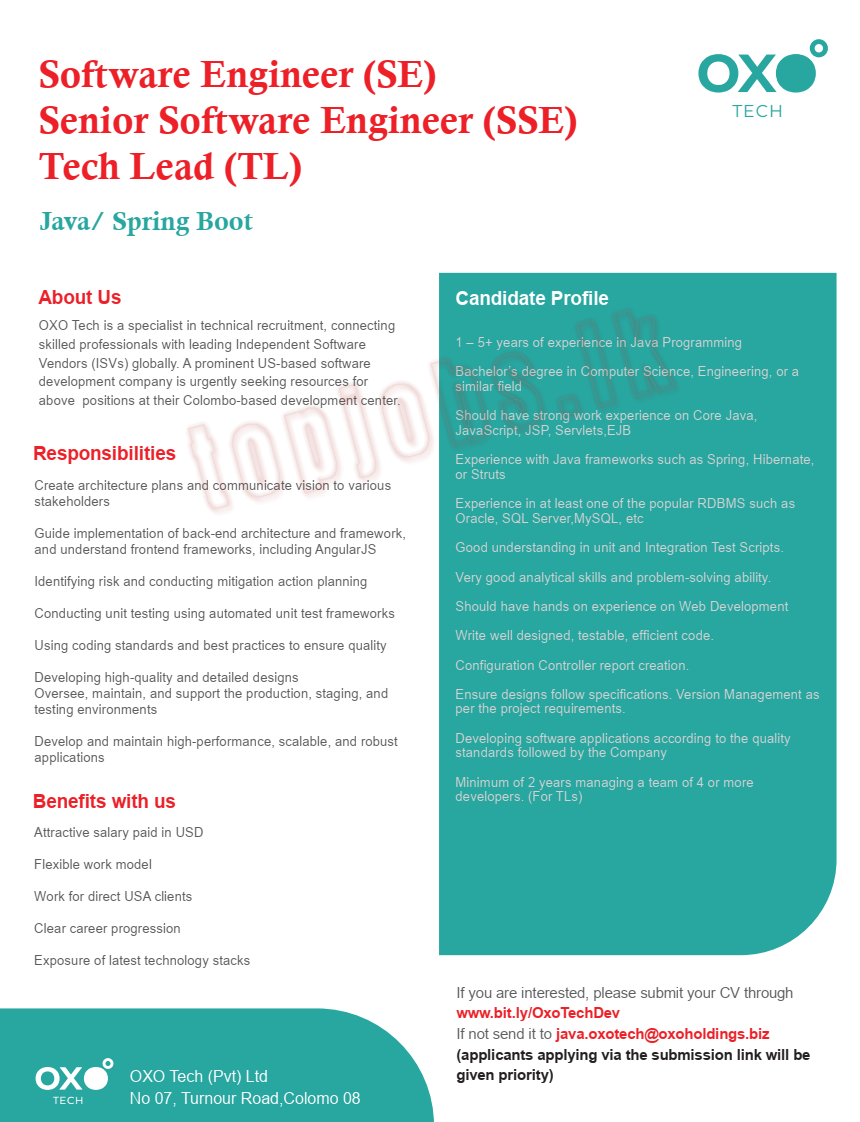 Software Engineer (SE)
Senior Software Engineer (SSE)
Tech Lead (TL)
Java/ Spring Boot
OXO
TECH
About Us
OXO Tech is a specialist in technical recruitment, connecting
skilled professionals with leading Independent Software
Vendors (ISVs) globally. A prominent US-based software
development company is urgently seeking resources for
above  positions at their Colombo-based development center.
Responsibilities
Create architecture plans and communicate vision to various
stakeholders
Guide implementation of back-end architecture and framework,
and understand frontend frameworks, including AngularJS
Identifying risk and conducting mitigation action planning
Conducting unit testing using automated unit test frameworks
Using coding standards and best practices to ensure quality
Developing high-quality and detailed designs
Oversee, maintain, and support the production, staging, and
testing environments
Develop and maintain high-performance, scalable, and robust
applications
Benefits with us
Attractive salary paid in USD
Flexible work model
Work for direct USA clients
Clear career progression
Exposure of latest technology stacks
Candidate Profile
1 – 5+ years of experience in Java Programming
Bachelor's degree in Computer Science, Engineering, or a
similar field
Should have strong work experience on Core Java,
JavaScript, JSP, Servlets,EJB
Experience with Java frameworks such as Spring, Hibernate,
or Struts
Experience in at least one of the popular RDBMS such as
Oracle, SQL Server,MySQL, etc
Good understanding in unit and Integration Test Scripts.
Very good analytical skills and problem-solving ability.
Should have hands on experience on Web Development
Write well designed, testable, efficient code.
Configuration Controller report creation.
Ensure designs follow specifications. Version Management as
per the project requirements.
Developing software applications according to the quality
standards followed by the Company
Minimum of 2 years managing a team of 4 or more
developers. (For TLs)
topjobs.lk
If you are interested, please submit your CV through
www.bit.ly/OxoTechDev
If not send it to java.oxotech@oxoholdings.biz
(applicants applying via the submission link will be
given priority)
OXO
TECH
OXO Tech (Pvt) Ltd
No 07, Turnour Road,Colomo 08